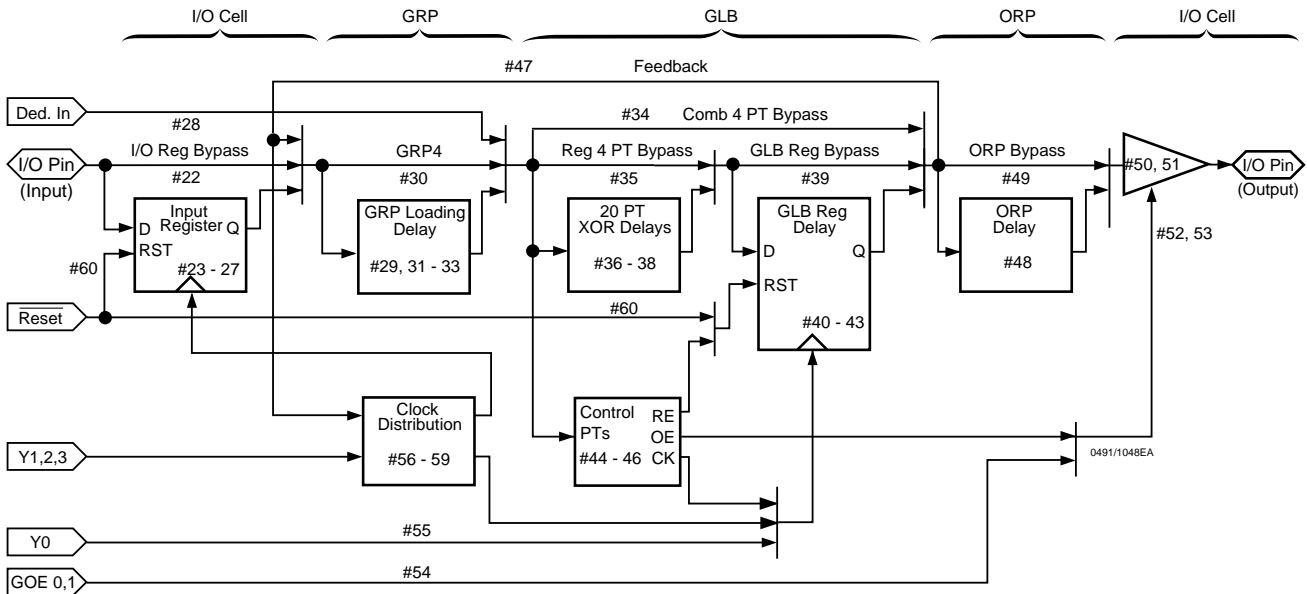 I/O Cell GRP GLB ORP I/O Cell
#47 Feedback
Ded. In
#28
#34 Comb 4 PT Bypass
I/O Pin
(Input)
I/O Reg Bypass
#22
GRP4
#30
Reg 4 PT Bypass
#35
GLB Reg Bypass
#39
ORP Bypass
#49
#50, 51
I/O Pin
(Output)
Input
Register
D
Q
RST
#23 - 27
#60
GRP Loading
Delay
#29, 31 - 33
20 PT
XOR Delays
#36 - 38
GLB Reg
Delay
D
Q
RST
#40 - 43
ORP
Delay
#48
#52, 53
Reset
#60
Clock
Distribution
#56 - 59
Control
PTs
#44 - 46
RE
OE
CK
0491/1048EA
Y1,2,3
Y0
#55
GOE 0,1
#54